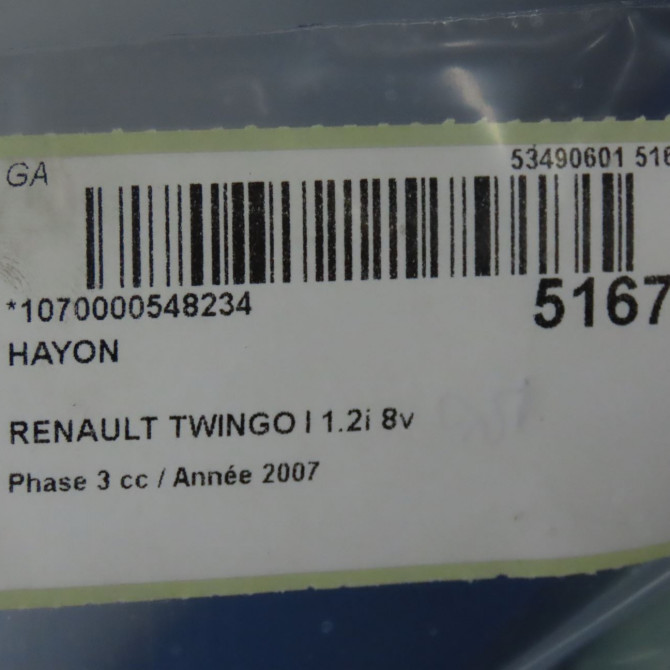 GA
53490601 516
*1070000548234
5167
HAYON
RENAULT TWINGO I 1.2i 8v
Phase 3 cc / Année 2007